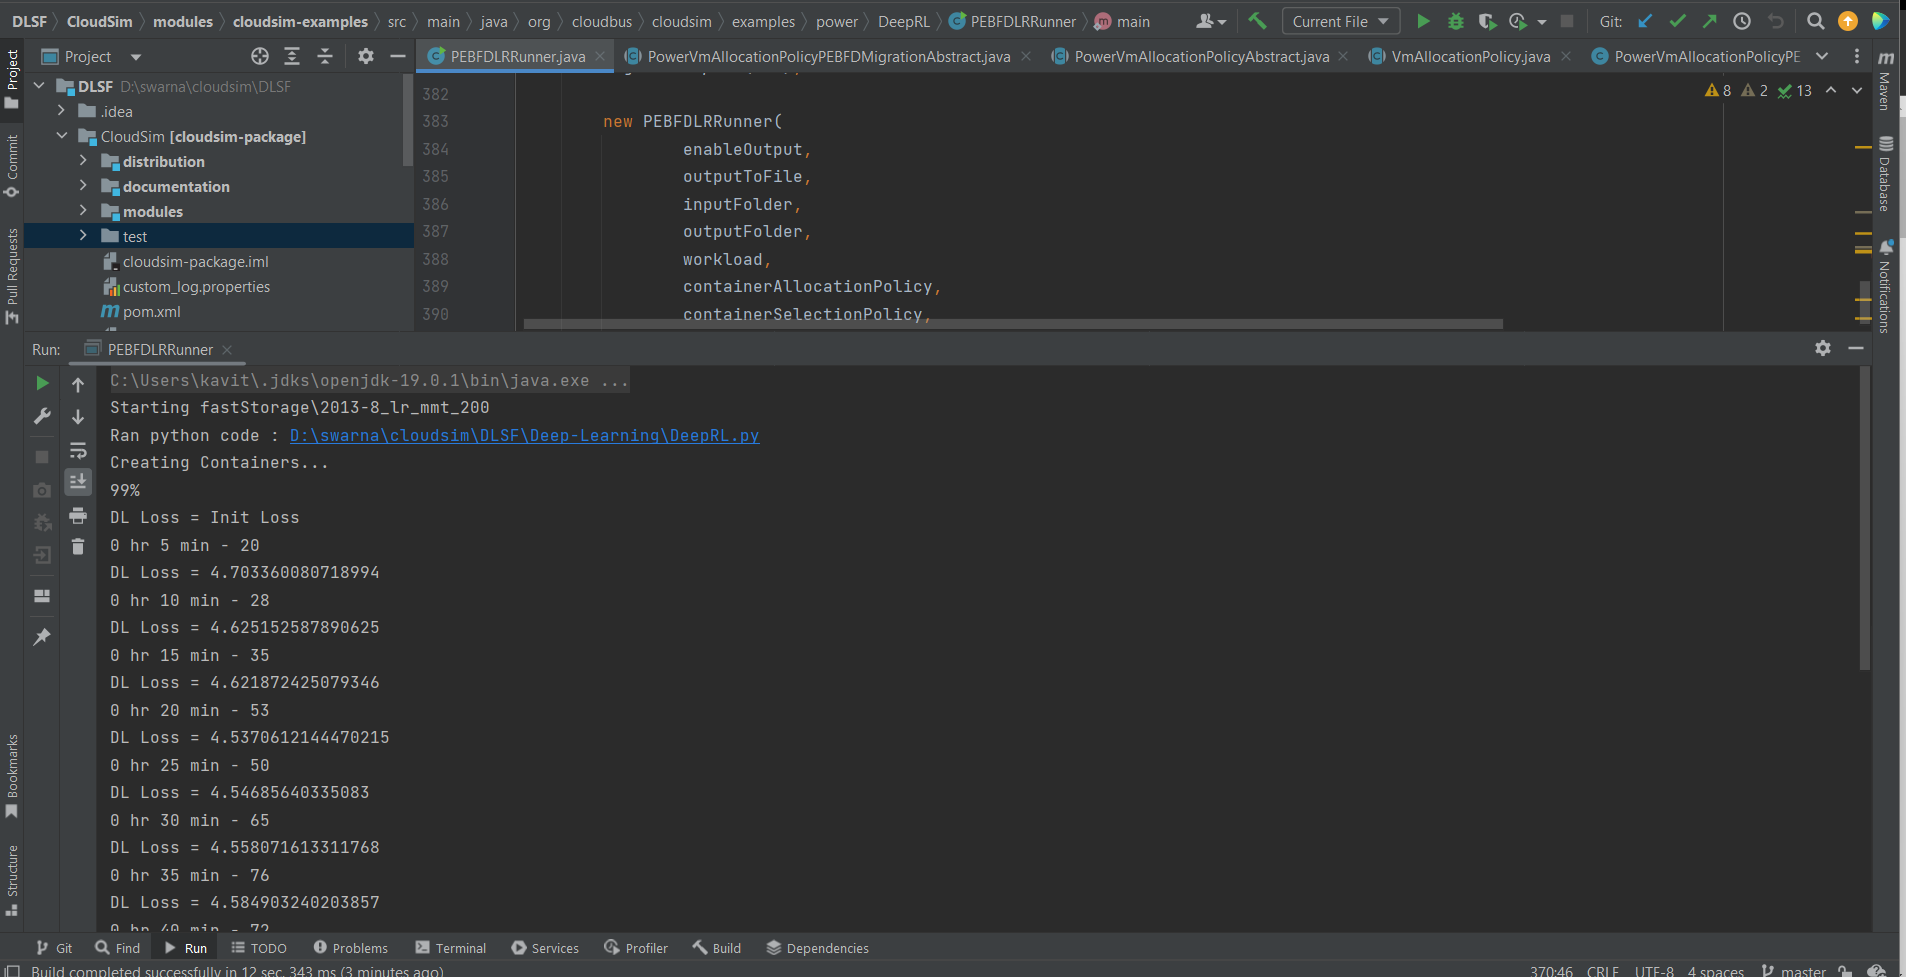 DLSF CloudSim modules cloudsim-examples src main java org cloudbus cloudsim examples power DeepRL PEBFDLRRunner main Current File Git:
Project
PEBFDLRRunner.java PowerVmAllocationPolicyPEBFDMigrationAbstract.java PowerVmAllocationPolicyAbstract.java VmAllocationPolicy.java PowerVmAllocationPolicyPE
Project
Commit
Pull Requests
Bookmarks
Structure
DLSF D:\swarna\cloudsim\DLSF
.idea
CloudSim [cloudsim-package]
distribution
documentation
modules
test
cloudsim-package.iml
custom_log.properties
pom.xml
8 2 13
382
383 new PEBFDLRRunner(
384 enableOutput,
385 outputToFile,
386 inputFolder,
387 outputFolder,
388 workload,
389 containerAllocationPolicy,
390 containerSelectionPolicy,
Maven
Database
Notifications
Run: PEBFDLRRunner
C:\Users\kavit\.jdks\openjdk-19.0.1\bin\java.exe ...
Starting fastStorage\2013-8_lr_mmt_200
Ran python code : D:\swarna\cloudsim\DLSF\Deep-Learning\DeepRL.py
Creating Containers...
99%
DL Loss = Init Loss
0 hr 5 min - 20
DL Loss = 4.703360080718994
0 hr 10 min - 28
DL Loss = 4.625152587890625
0 hr 15 min - 35
DL Loss = 4.621872425079346
0 hr 20 min - 53
DL Loss = 4.5370612144470215
0 hr 25 min - 50
DL Loss = 4.54685640335083
0 hr 30 min - 65
DL Loss = 4.558071613311768
0 hr 35 min - 76
DL Loss = 4.584903240203857
0 hr 40 min - 72
Git Find Run TODO Problems Terminal Services Profiler Build Dependencies
Build completed successfully in 12 sec, 343 ms (3 minutes ago) 370:46 CRLF UTF-8 4 spaces master